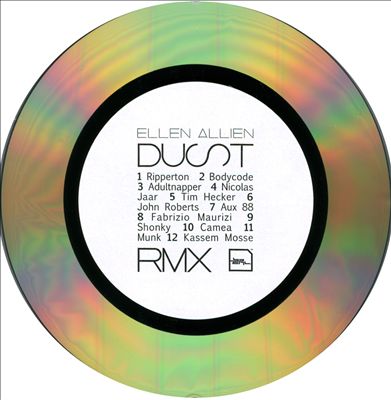 ELLEN ALLIEN
DUST
1 Ripperton 2 Bodycode
3 Adultnapper 4 Nicolas
Jaar 5 Tim Hecker 6
John Roberts 7 Aux 88
8 Fabrizio Maurizi 9
Shonky 10 Camea 11
Munk 12 Kassem Mosse
RMX